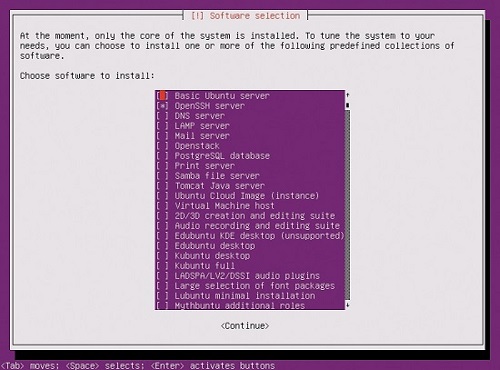 [!] Software selection
At the moment, only the core of the system is installed. To tune the system to your
needs, you can choose to install one or more of the following predefined collections of
software.
Choose software to install:
[ ] Basic Ubuntu server
[*] OpenSSH server
[ ] DNS server
[ ] LAMP server
[ ] Mail server
[ ] Openstack
[ ] PostgreSQL database
[ ] Print server
[ ] Samba file server
[ ] Tomcat Java server
[ ] Ubuntu Cloud Image (instance)
[ ] Virtual Machine host
[ ] 2D/3D creation and editing suite
[ ] Audio recording and editing suite
[ ] Edubuntu KDE desktop (unsupported)
[ ] Edubuntu desktop
[ ] Kubuntu desktop
[ ] Kubuntu full
[ ] LADSPA/LV2/DSSI audio plugins
[ ] Large selection of font packages
[ ] Lubuntu minimal installation
[ ] Mythbuntu additional roles
<Continue>
<Tab> moves; <Space> selects; <Enter> activates buttons